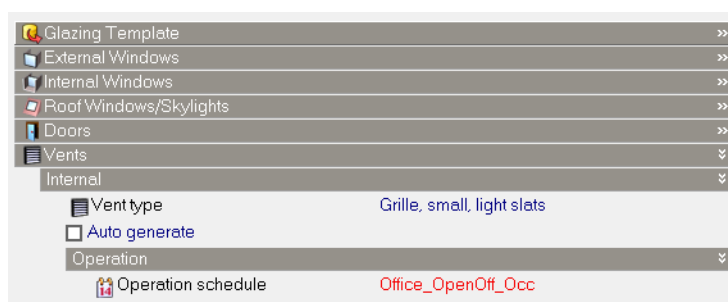 Glazing Template
External Windows
Internal Windows
Roof Windows/Skylights
Doors
Vents
Internal
Vent type Grille, small, light slats
Auto generate
Operation
14 Operation schedule Office_OpenOff_Occ